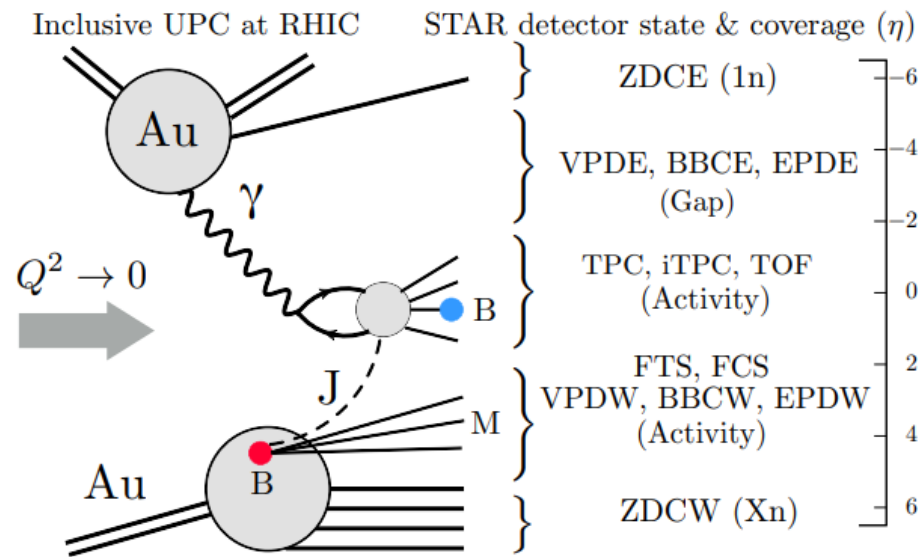 Inclusive UPC at RHIC
STAR detector state & coverage (η)
Au
γ
Q² → 0
J
B
M
B
Au
ZDCE (1n)
VPDE, BBCE, EPDE
(Gap)
TPC, iTPC, TOF
(Activity)
FTS, FCS
VPDW, BBCW, EPDW
(Activity)
ZDCW (Xn)
−6
−4
−2
0
2
4
6